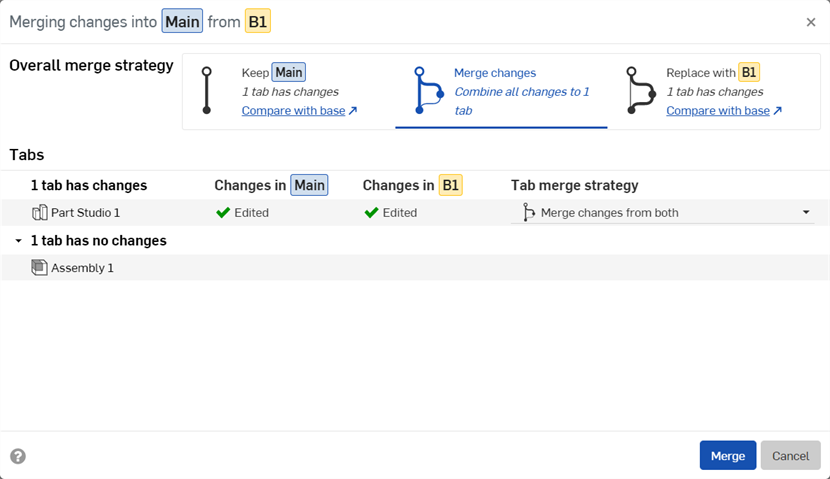 Merging changes into Main from B1
Overall merge strategy
Keep Main
1 tab has changes
Compare with base
Merge changes
Combine all changes to 1
tab
Replace with B1
1 tab has changes
Compare with base
Tabs
1 tab has changes Changes in Main Changes in B1 Tab merge strategy
Part Studio 1 Edited Edited Merge changes from both
1 tab has no changes
Assembly 1
Merge Cancel